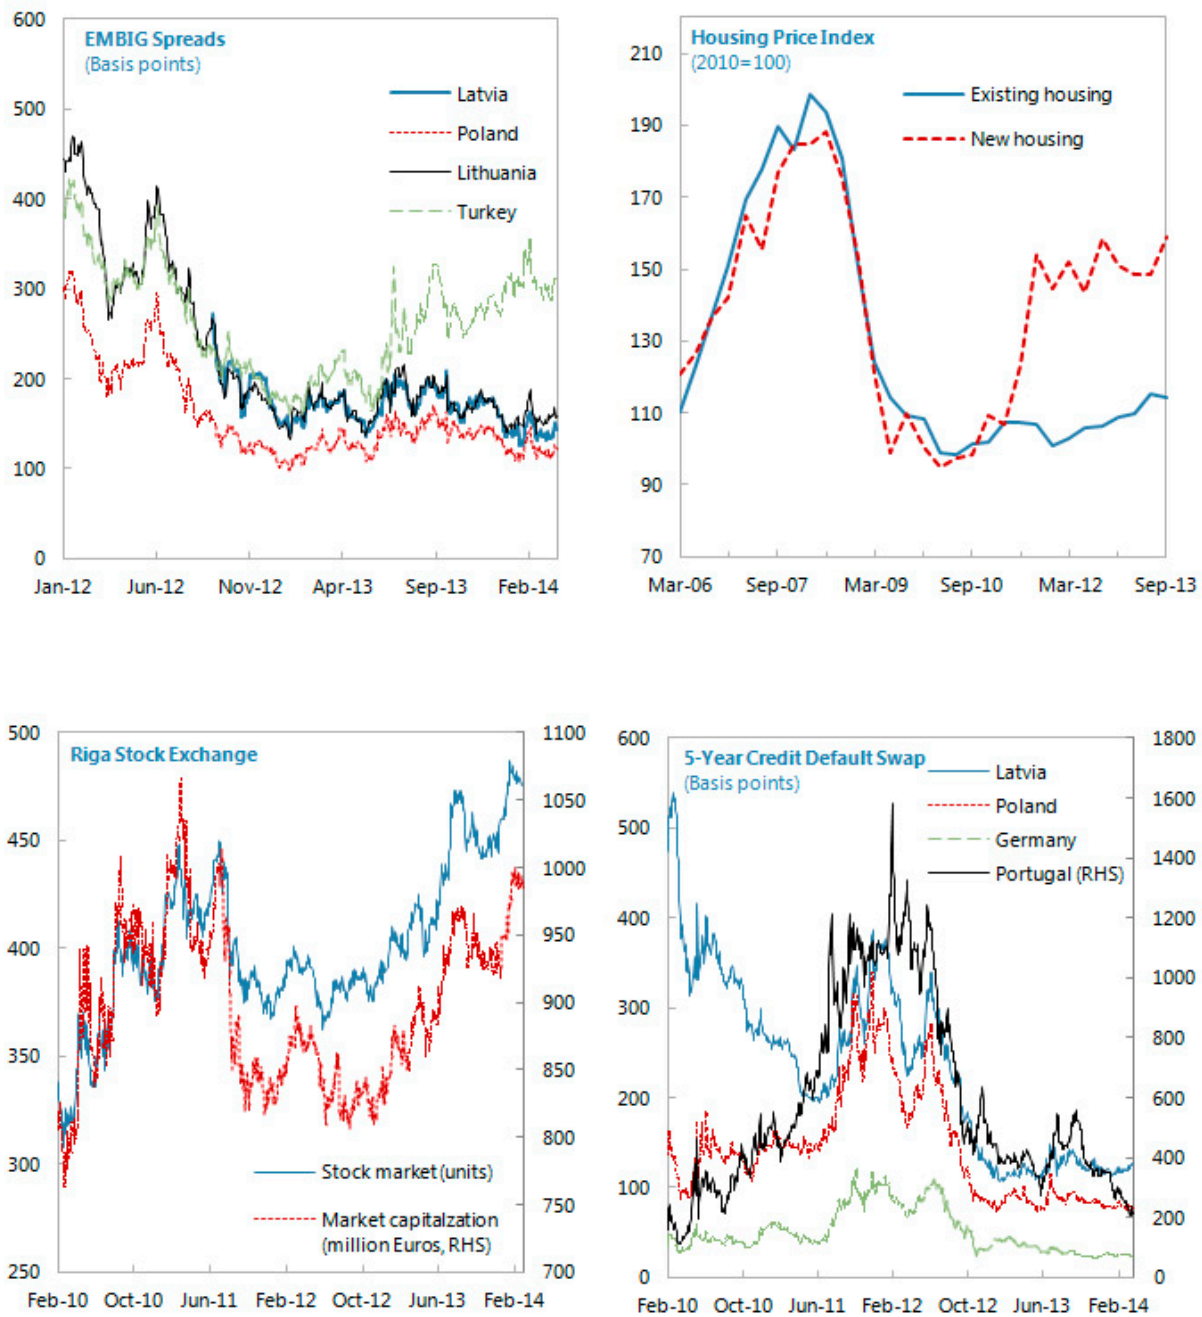 EMBIG Spreads
(Basis points)
Latvia
Poland
Lithuania
Turkey
600
500
400
300
200
100
0
Jan-12 Jun-12 Nov-12 Apr-13 Sep-13 Feb-14
Housing Price Index
(2010=100)
Existing housing
New housing
210
190
170
150
130
110
90
70
Mar-06 Sep-07 Mar-09 Sep-10 Mar-12 Sep-13
Riga Stock Exchange
500
450
400
350
300
250
1100
1050
1000
950
900
850
800
750
700
Stock market (units)
Market capitalzation
(million Euros, RHS)
Feb-10 Oct-10 Jun-11 Feb-12 Oct-12 Jun-13 Feb-14
5-Year Credit Default Swap
(Basis points)
Latvia
Poland
Germany
Portugal (RHS)
600
500
400
300
200
100
0
1800
1600
1400
1200
1000
800
600
400
200
0
Feb-10 Oct-10 Jun-11 Feb-12 Oct-12 Jun-13 Feb-14